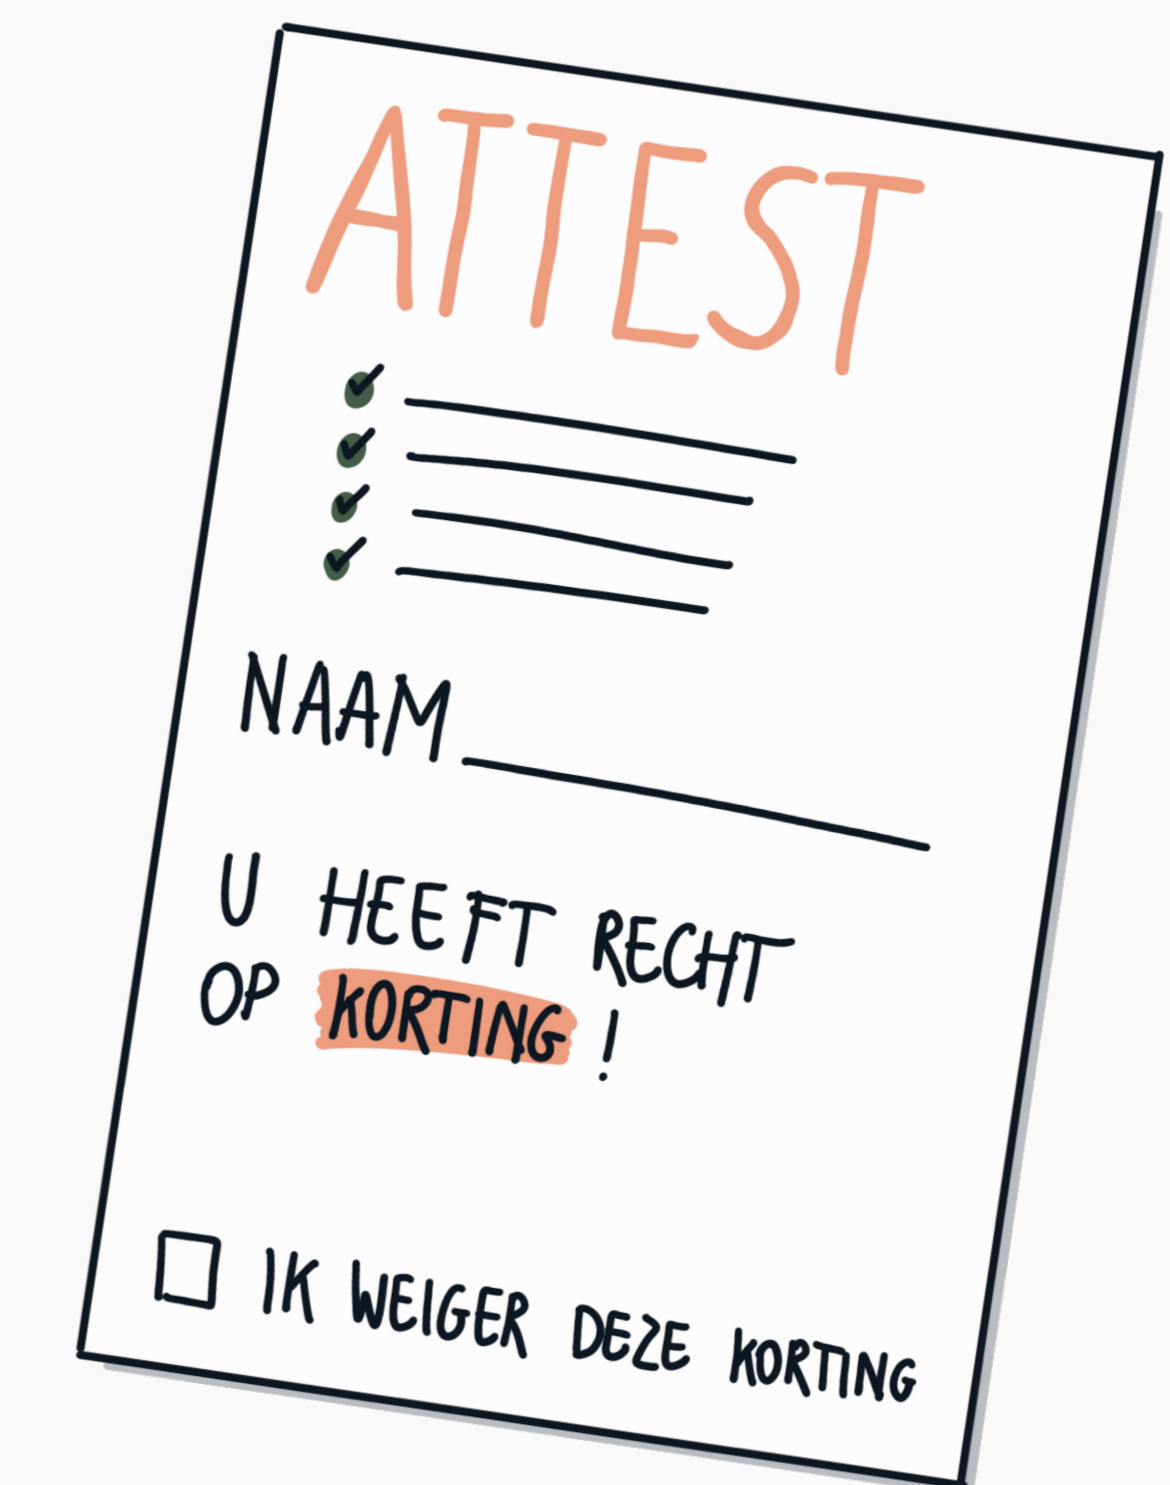 ATTEST
NAAM
U HEEFT RECHT
OP KORTING!
IK WEIGER DEZE KORTING